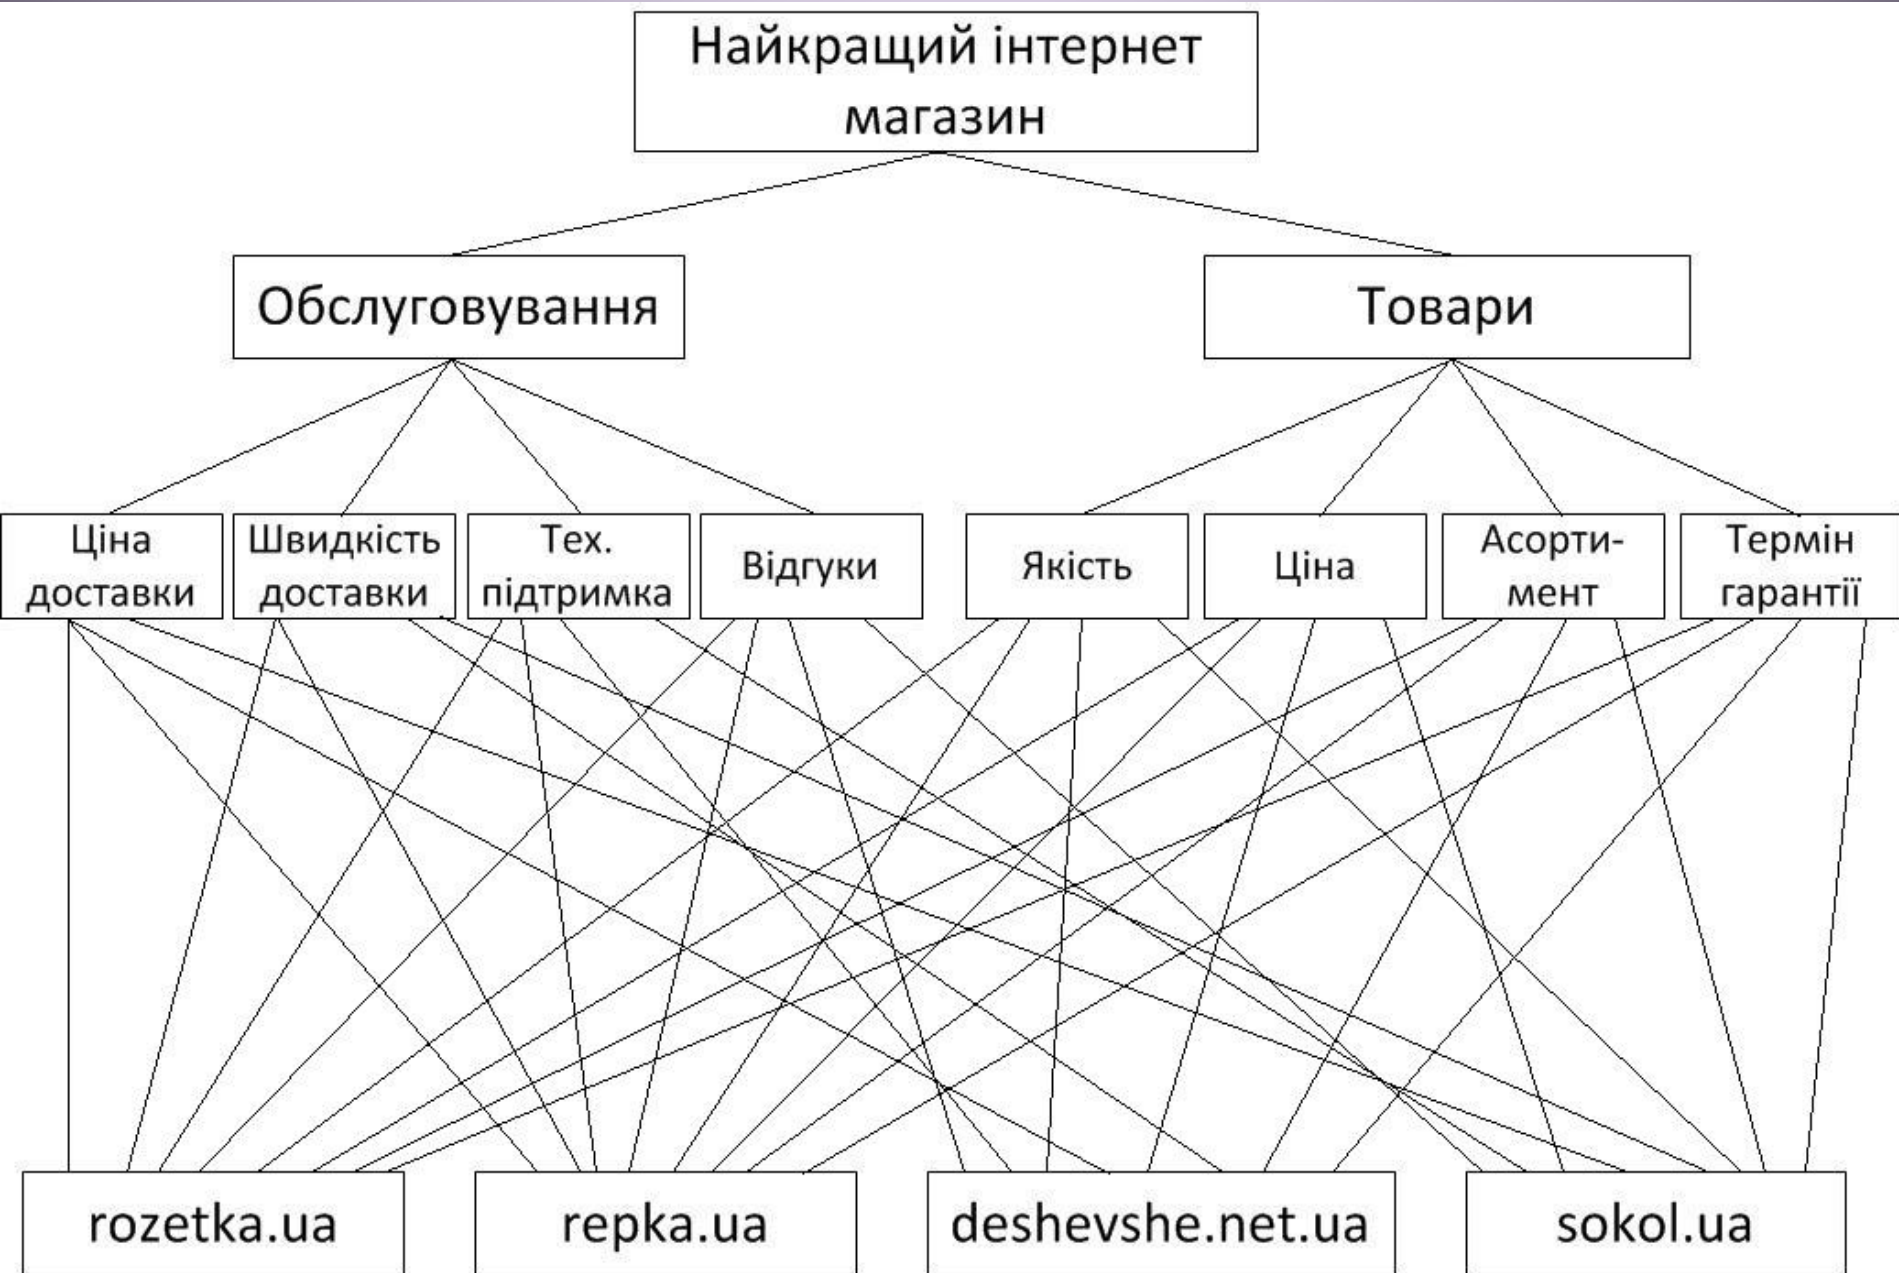 Найкращий інтернет
магазин
Обслуговування
Товари
Ціна
доставки
Швидкість
доставки
Тех.
підтримка
Відгуки
Якість
Ціна
Асорти-
мент
Термін
гарантії
rozetka.ua
repka.ua
deshevshe.net.ua
sokol.ua